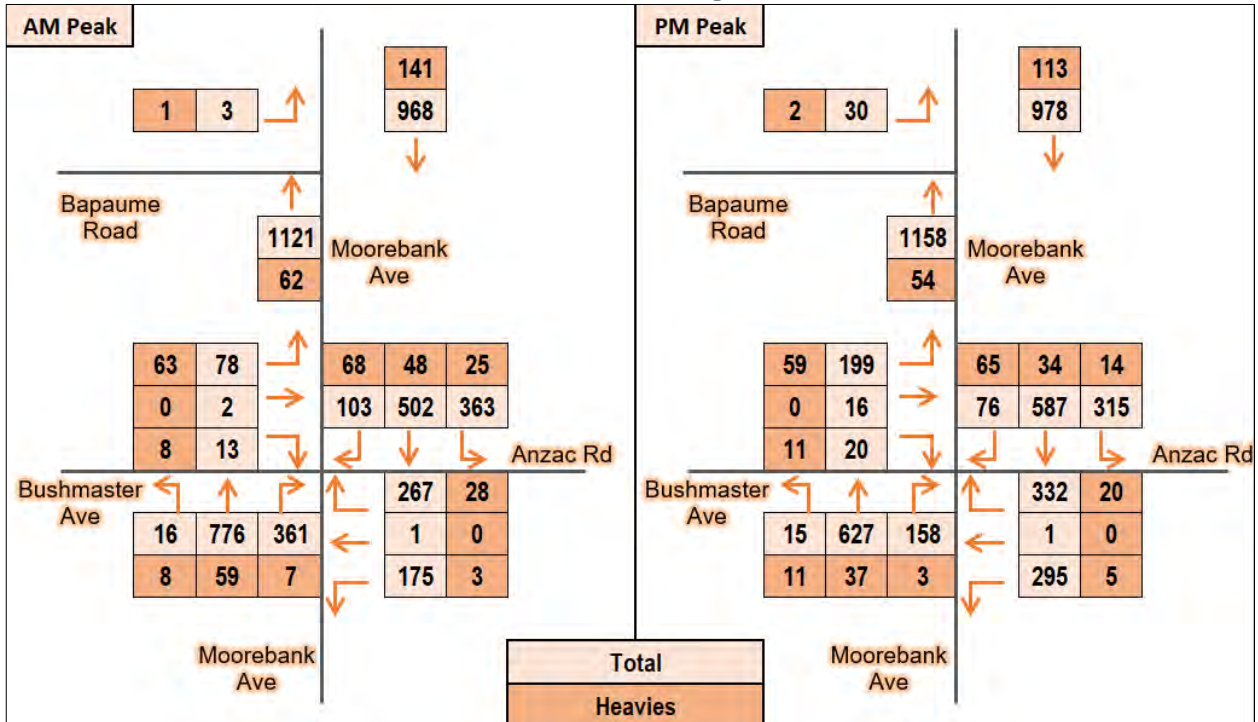 AM Peak
141
1 3
968
Bapaume
Road
1121
Moorebank
Ave
62
63 78
68 48 25
0 2
103 502 363
8 13
Anzac Rd
Bushmaster
Ave
267 28
16 776 361
1 0
8 59 7
175 3
Moorebank
Ave
PM Peak
113
2 30
978
Bapaume
Road
1158
Moorebank
Ave
54
59 199
65 34 14
0 16
76 587 315
11 20
Anzac Rd
Bushmaster
Ave
332 20
15 627 158
1 0
11 37 3
295 5
Moorebank
Ave
Total
Heavies